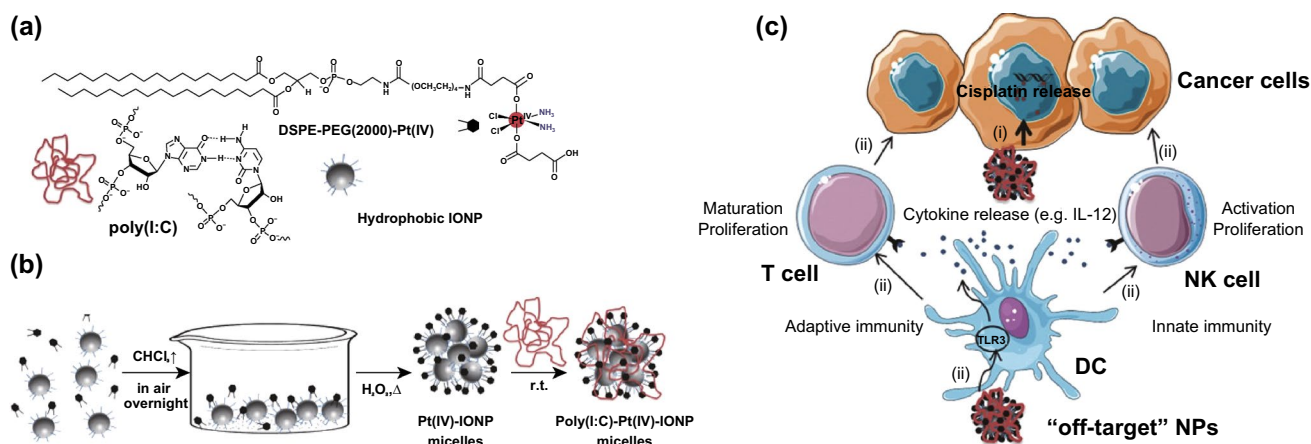 (a)
O
O
O
H
O
O
O
P
O
O⁻
O
N
H
O
(OH₂CH₂C)₄
N
H
O
O
O
Cl
Cl
Pt
IV
NH₃
NH₃
O
O
OH
O
DSPE-PEG(2000)-Pt(IV)
poly(I:C)
Hydrophobic IONP
(b)
CHCl₃↑
in air
overnight
H₂O,,Δ
r.t.
Pt(IV)-IONP
micelles
Poly(I:C)-Pt(IV)-IONP
micelles
(c)
Cancer cells
Cisplatin release
(i)
(ii)
(ii)
Maturation
Proliferation
Cytokine release (e.g. IL-12)
Activation
Proliferation
T cell
NK cell
(ii)
(ii)
Adaptive immunity
TLR3
Innate immunity
DC
(ii)
“off-target” NPs